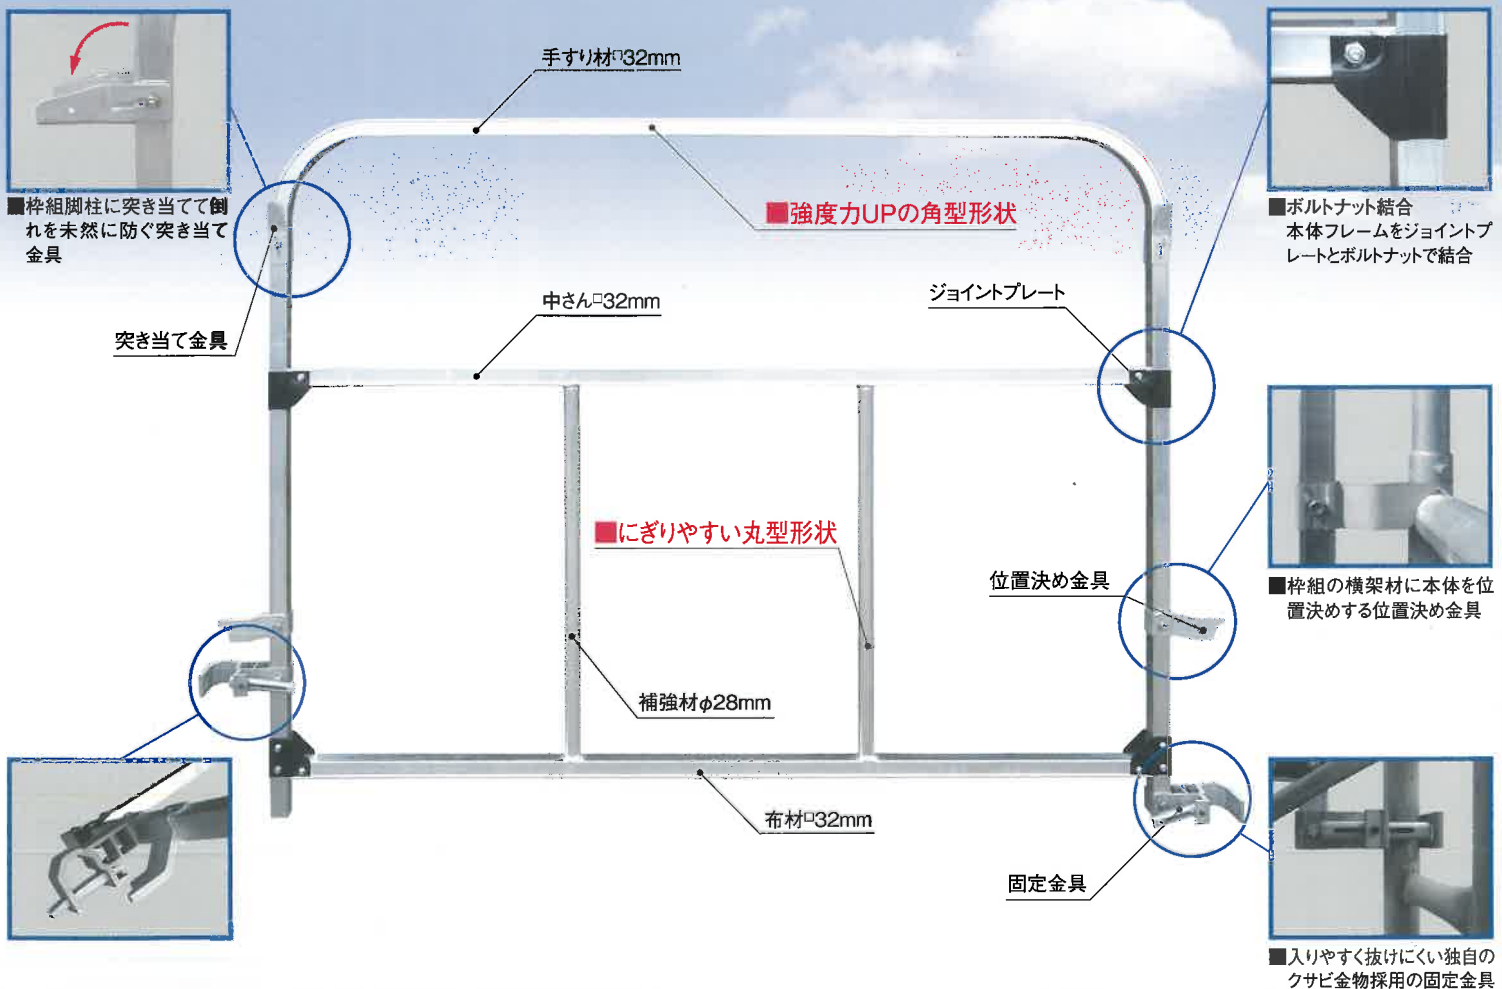 手すり材□32mm
■枠組脚柱に突き当てて倒
れを未然に防ぐ突き当て
金具
■強度力UPの角型形状
■ボルトナット結合
本体フレームをジョイントプ
レートとボルトナットで結合
中さん□32mm
ジョイントプレート
突き当て金具
■にぎりやすい丸型形状
位置決め金具
■枠組の横架材に本体を位
置決めする位置決め金具
補強材φ28mm
布材□32mm
固定金具
■入りやすく抜けにくい独自の
クサビ金物採用の固定金具